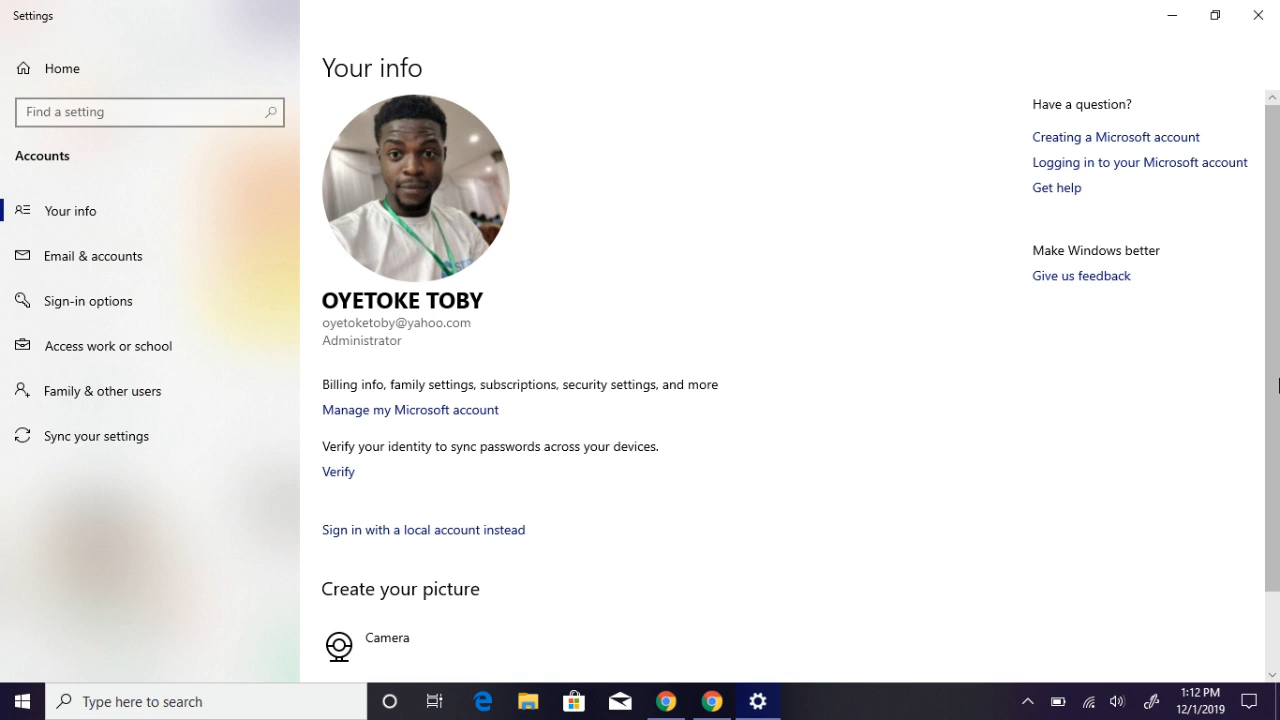 Settings
Home
Find a setting
Accounts
Your info
Email & accounts
Sign-in options
Access work or school
Family & other users
Sync your settings
Your info
OYETOKE TOBY
oyetoketoby@yahoo.com
Administrator
Billing info, family settings, subscriptions, security settings, and more
Manage my Microsoft account
Verify your identity to sync passwords across your devices.
Verify
Sign in with a local account instead
Create your picture
Camera
Have a question?
Creating a Microsoft account
Logging in to your Microsoft account
Get help
Make Windows better
Give us feedback
Type here to search
1:12 PM
12/1/2019